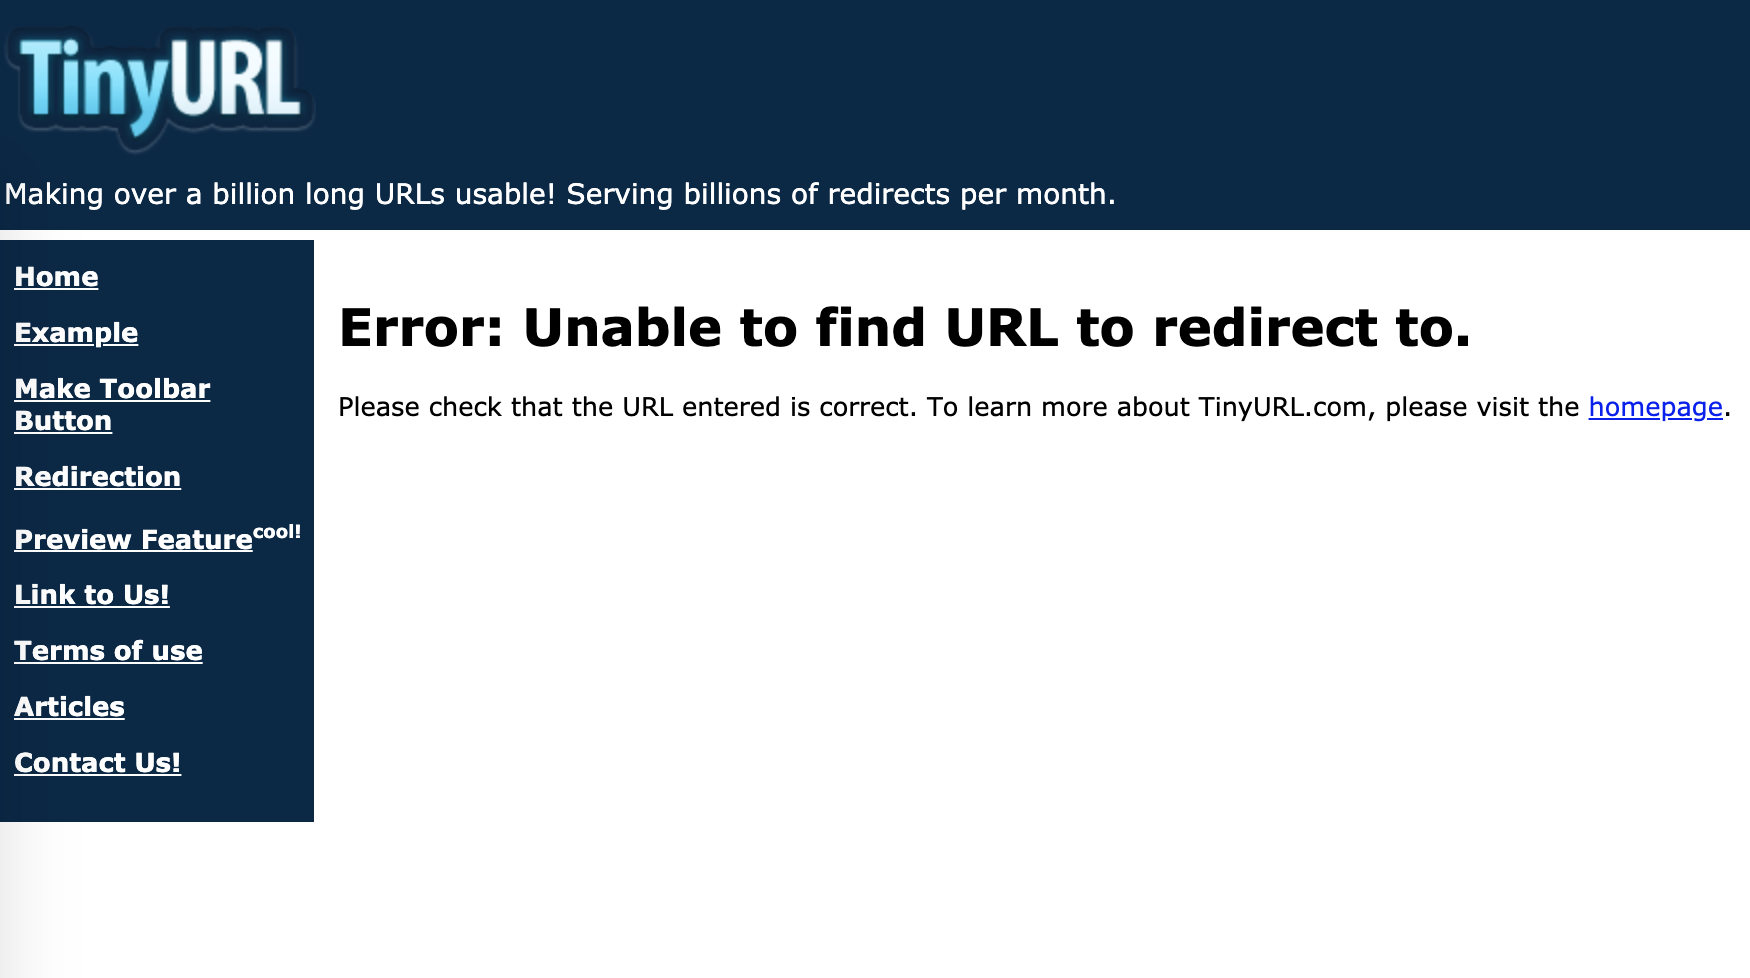 TinyURL
Making over a billion long URLs usable! Serving billions of redirects per month.
Home
Example
Make Toolbar
Button
Redirection
Preview Featurecool!
Link to Us!
Terms of use
Articles
Contact Us!
Error: Unable to find URL to redirect to.
Please check that the URL entered is correct. To learn more about TinyURL.com, please visit the homepage.